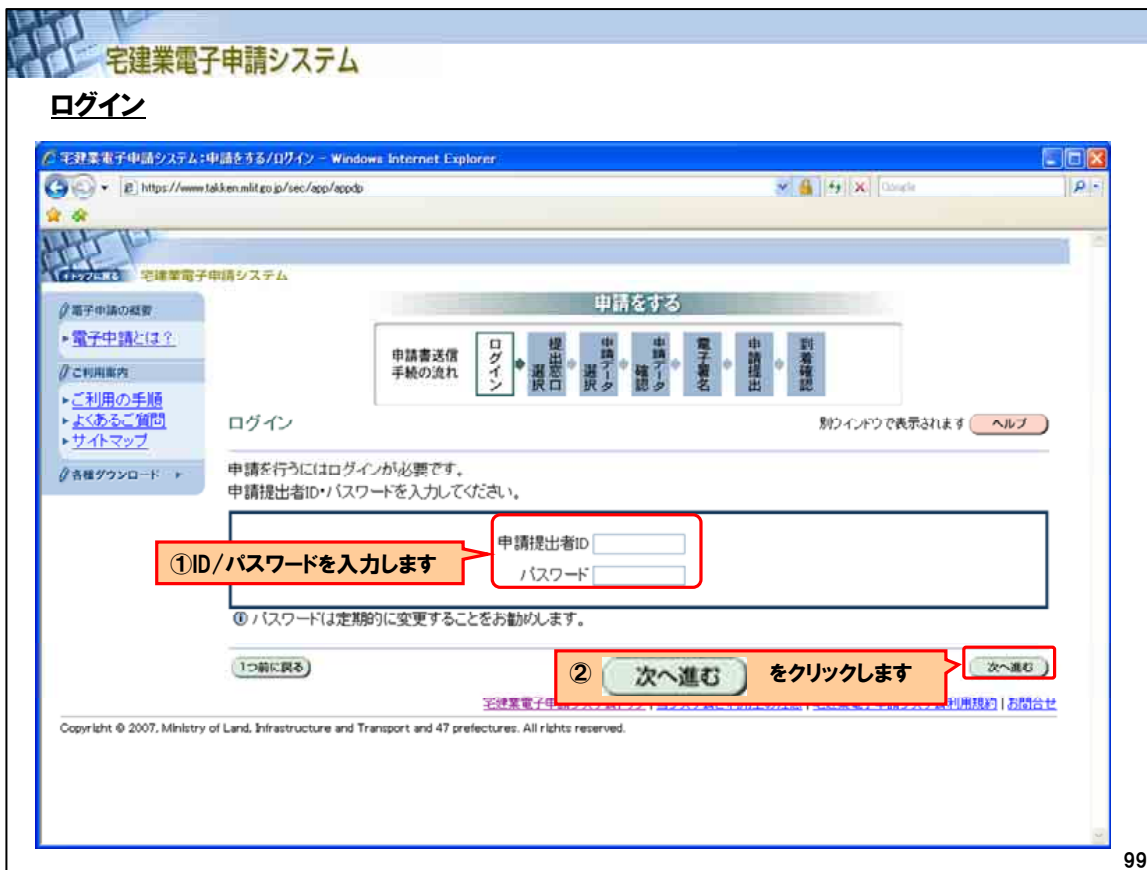 宅建業電子申請システム
ログイン
宅建業電子申請システム:申請をする/ログイン - Windows Internet Explorer
https://www.takken.mlit.go.jp/sec/app/appdp
Google
トップに戻る 宅建業電子申請システム
申請をする
電子申請の概要
電子申請とは?
ご利用案内
ご利用の手順
よくあるご質問
サイトマップ
各種ダウンロード
申請書送信
手続の流れ
ログイン
提出窓口選択
申請データ選択
申請データ確認
電子署名
申請提出
到着確認
ログイン
別ウインドウで表示されます ヘルプ
申請を行うにはログインが必要です。
申請提出者ID・パスワードを入力してください。
申請提出者ID
パスワード
①ID/パスワードを入力します
パスワードは定期的に変更することをお勧めします。
1つ前に戻る
② 次へ進む をクリックします
次へ進む
利用規約 | お問合せ
Copyright © 2007, Ministry of Land, Infrastructure and Transport and 47 prefectures. All rights reserved.
99